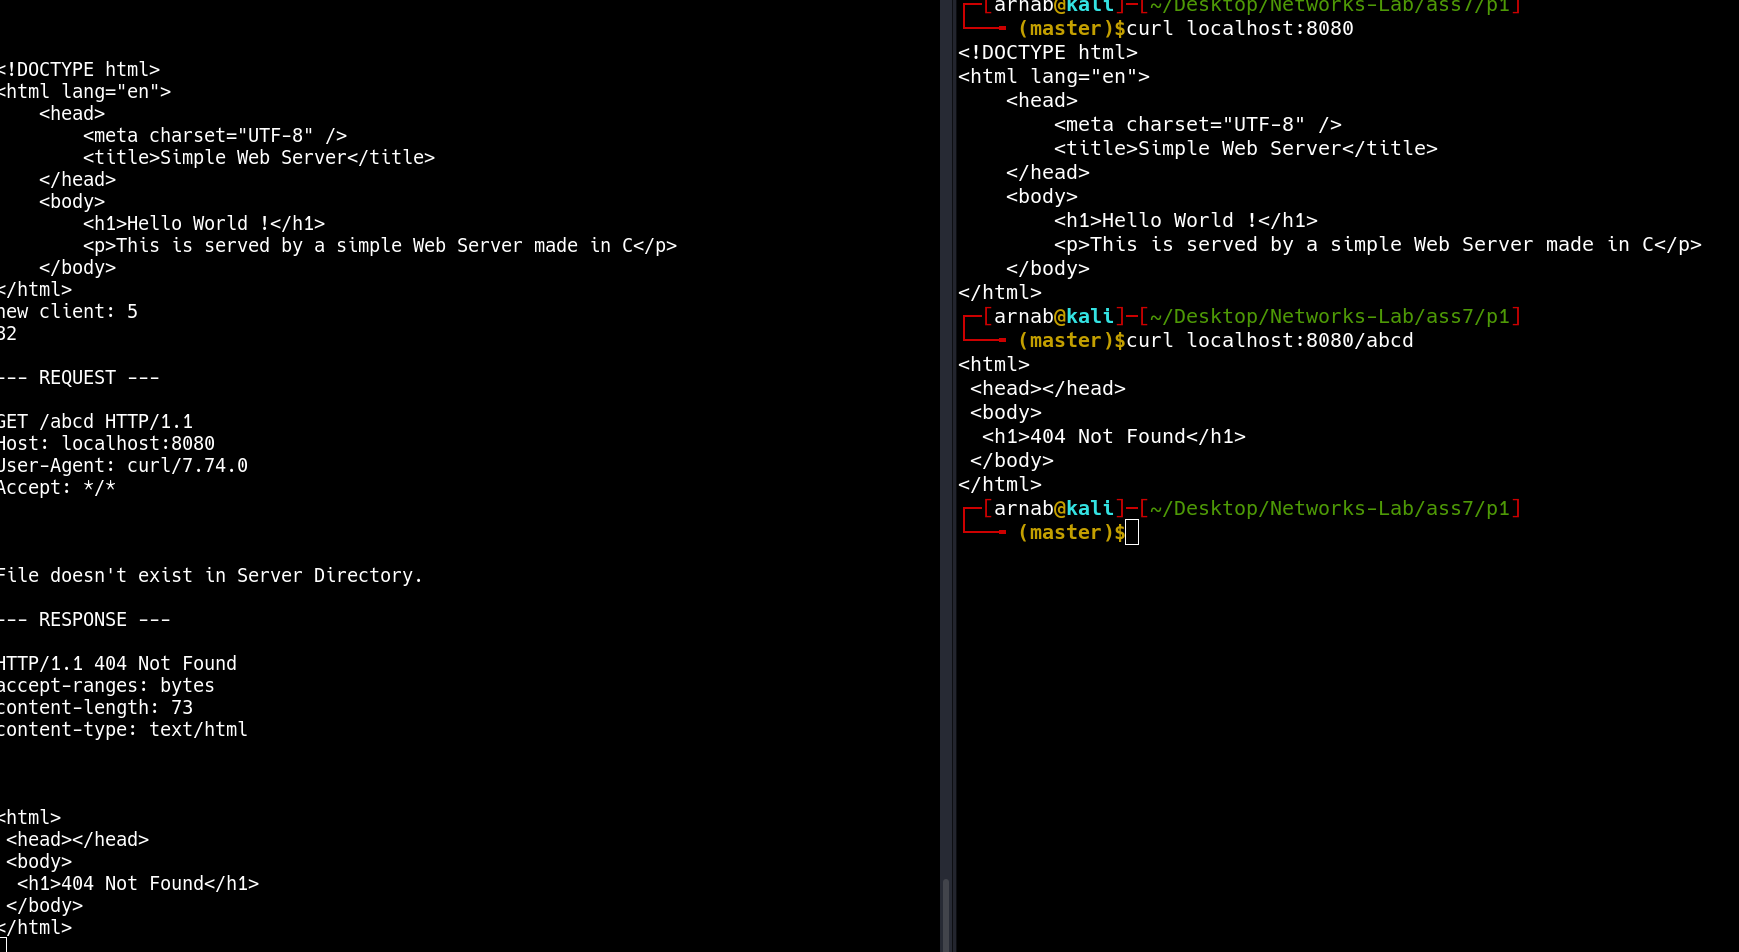 <!DOCTYPE html>
<html lang="en">
    <head>
        <meta charset="UTF-8" />
        <title>Simple Web Server</title>
    </head>
    <body>
        <h1>Hello World !</h1>
        <p>This is served by a simple Web Server made in C</p>
    </body>
</html>
new client: 5
82

--- REQUEST ---

GET /abcd HTTP/1.1
Host: localhost:8080
User-Agent: curl/7.74.0
Accept: */*

File doesn't exist in Server Directory.

--- RESPONSE ---

HTTP/1.1 404 Not Found
accept-ranges: bytes
content-length: 73
content-type: text/html

<html>
 <head></head>
 <body>
  <h1>404 Not Found</h1>
 </body>
</html>
[arnab@kali]─[~/Desktop/Networks-Lab/ass7/p1]
(master)$curl localhost:8080
<!DOCTYPE html>
<html lang="en">
    <head>
        <meta charset="UTF-8" />
        <title>Simple Web Server</title>
    </head>
    <body>
        <h1>Hello World !</h1>
        <p>This is served by a simple Web Server made in C</p>
    </body>
</html>
[arnab@kali]─[~/Desktop/Networks-Lab/ass7/p1]
(master)$curl localhost:8080/abcd
<html>
 <head></head>
 <body>
  <h1>404 Not Found</h1>
 </body>
</html>
[arnab@kali]─[~/Desktop/Networks-Lab/ass7/p1]
(master)$